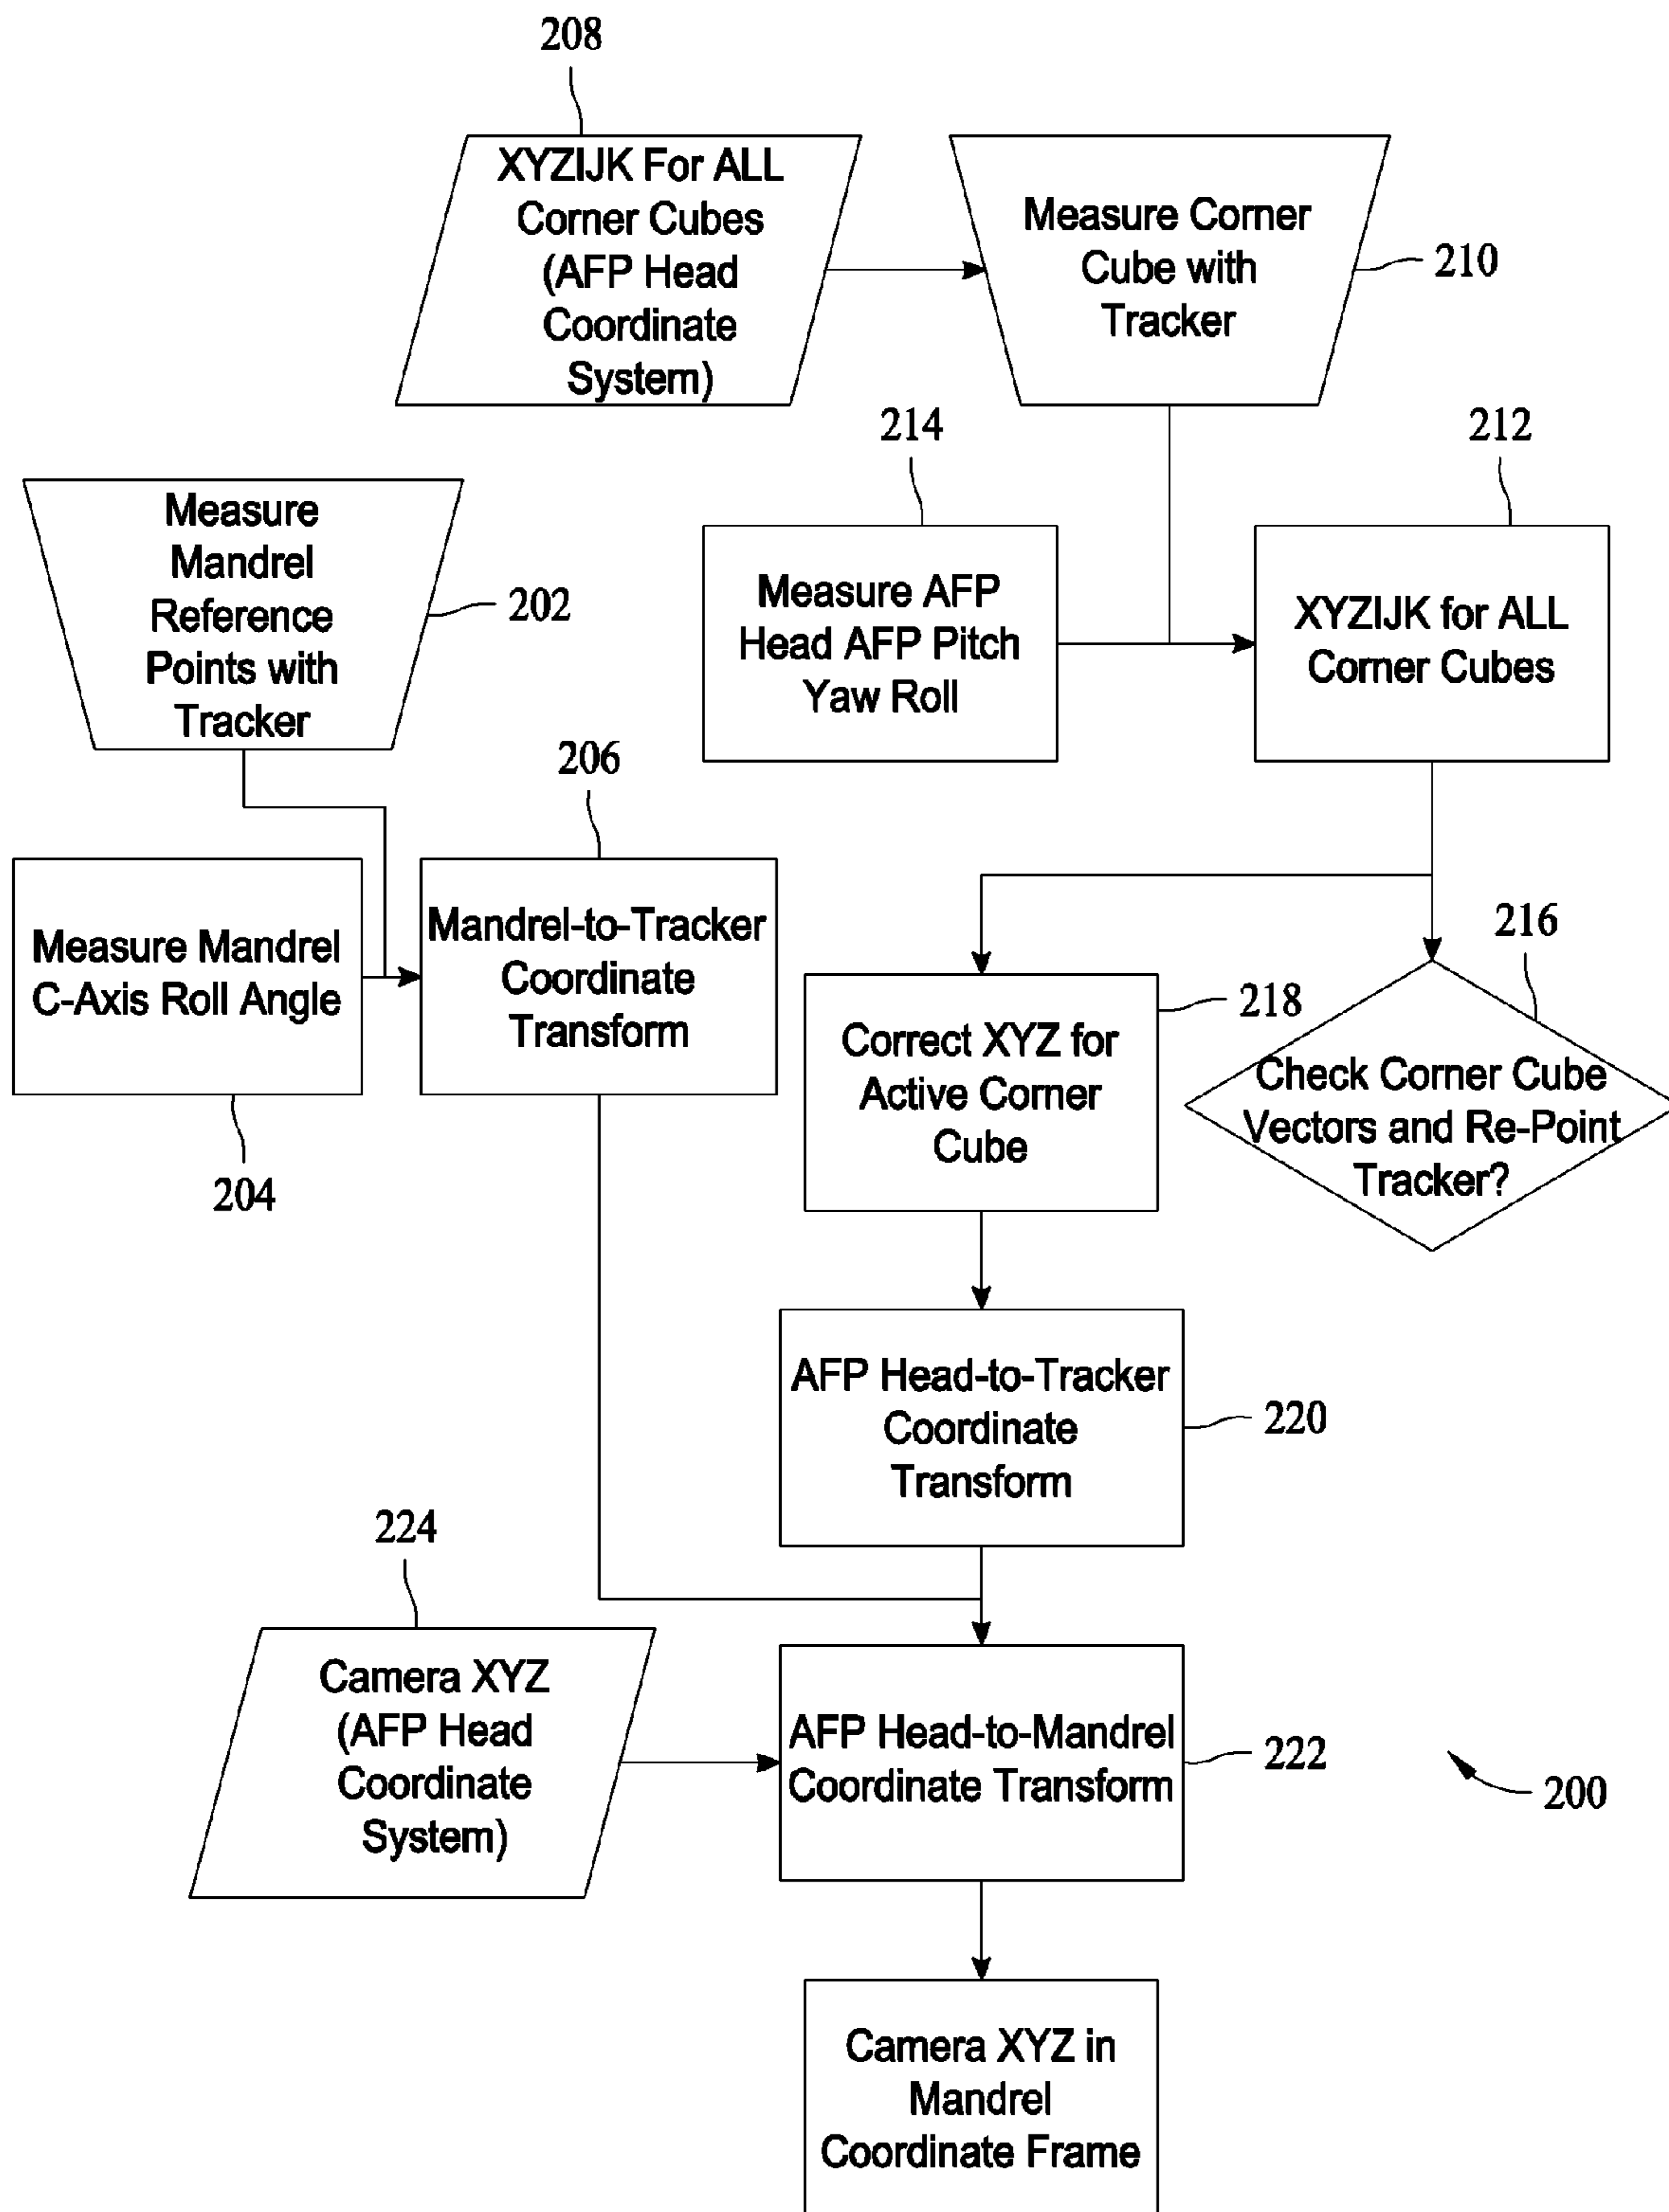 208
XYZIJK For ALL
Corner Cubes
(AFP Head
Coordinate
System)
Measure Corner
Cube with
Tracker
210
214
212
Measure
Mandrel
Reference
Points with
Tracker
202
Measure AFP
Head AFP Pitch
Yaw Roll
XYZIJK for ALL
Corner Cubes
206
Measure Mandrel
C-Axis Roll Angle
204
Mandrel-to-Tracker
Coordinate
Transform
216
218
Correct XYZ for
Active Corner
Cube
Check Corner Cube
Vectors and Re-Point
Tracker?
AFP Head-to-Tracker
Coordinate
Transform
220
224
Camera XYZ
(AFP Head
Coordinate
System)
AFP Head-to-Mandrel
Coordinate Transform
222
200
Camera XYZ in
Mandrel
Coordinate Frame